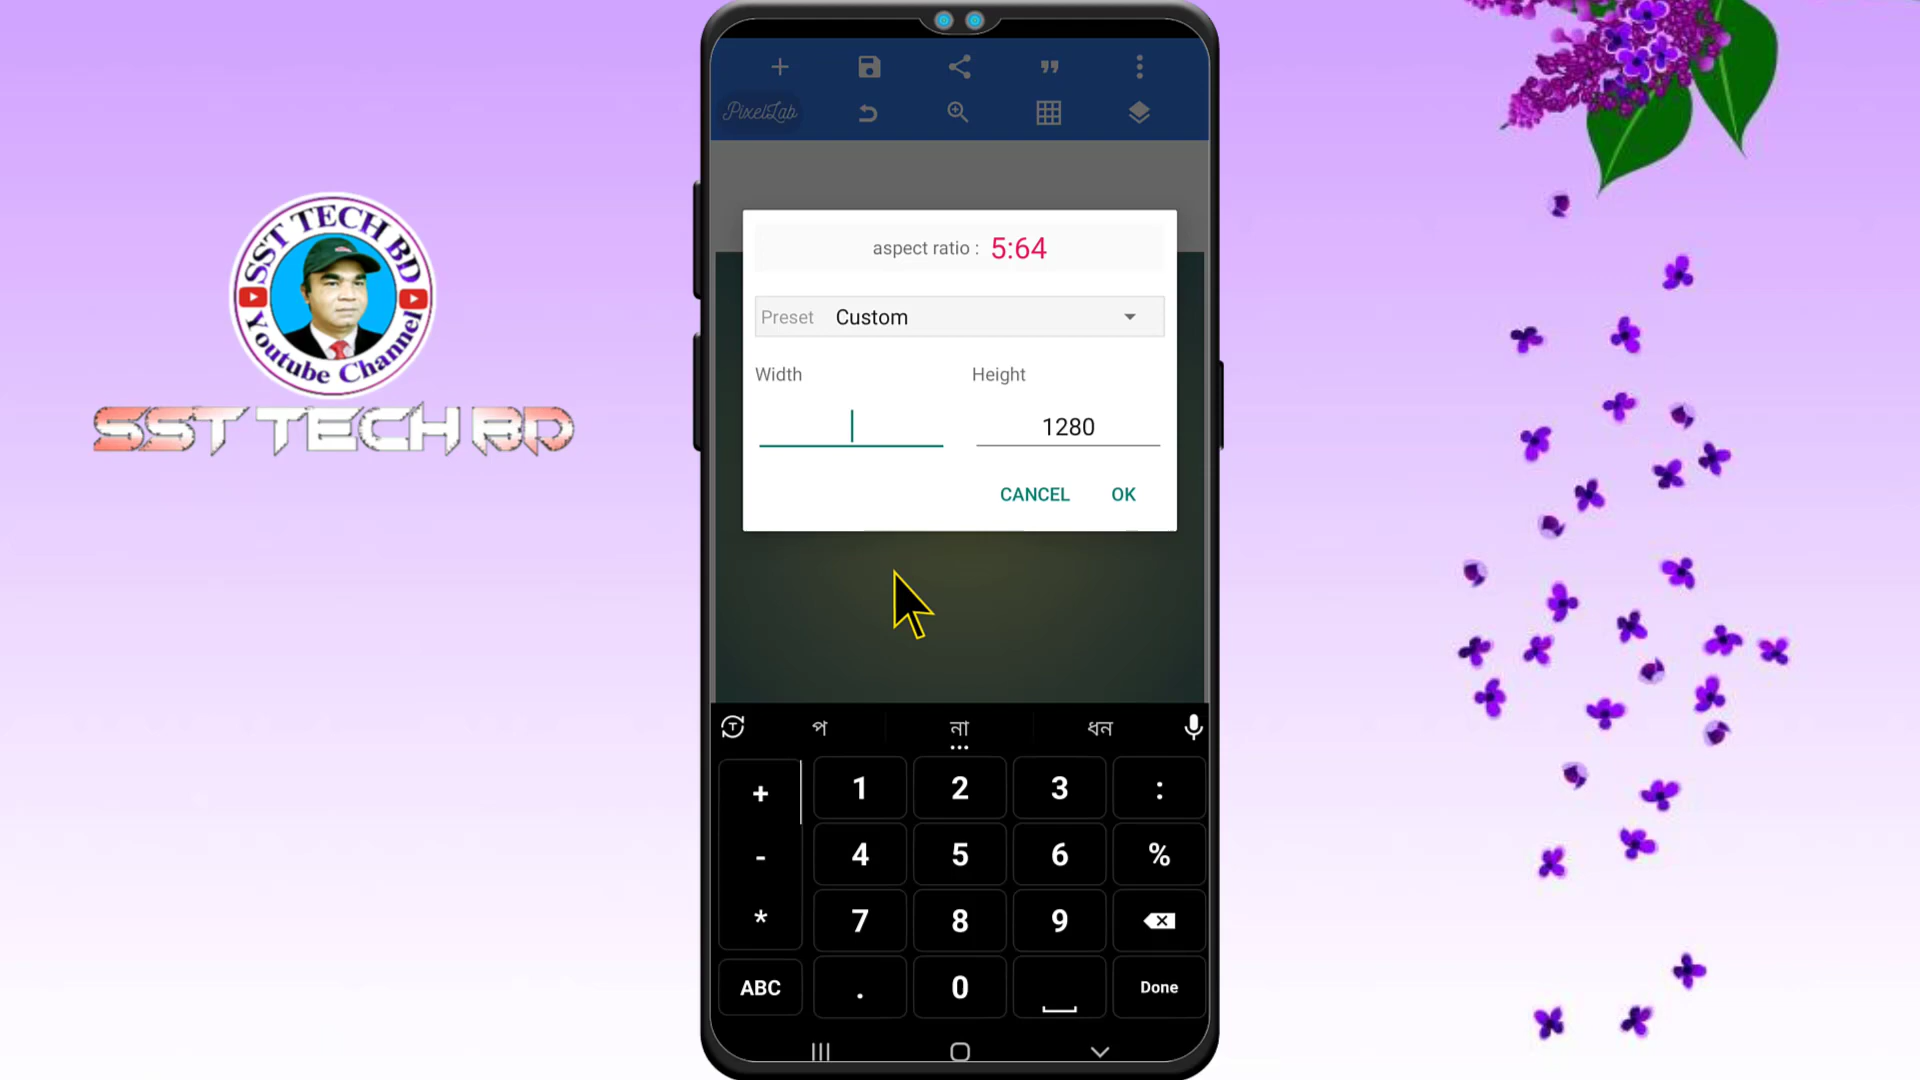 SST TECH BD
Youtube Channel
SST TECH BD
PixelLab
aspect ratio : 5:64
Preset Custom
Width Height
1280
CANCEL OK
প না ধন
+ 1 2 3 :
- 4 5 6 %
* 7 8 9
ABC . 0 Done